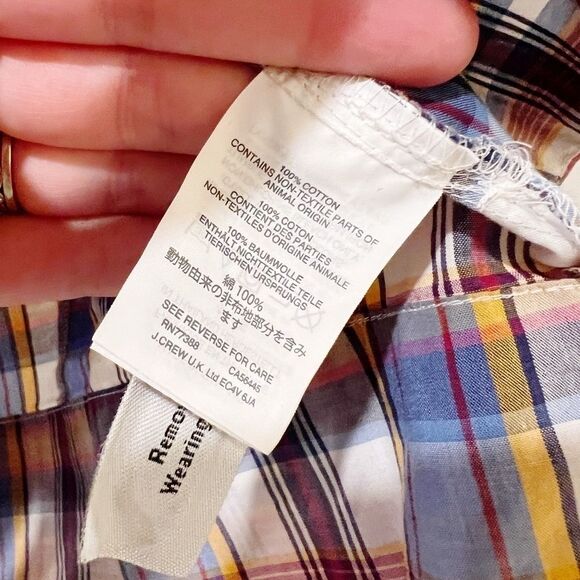 100% COTTON
CONTAINS NON-TEXTILE PARTS OF
ANIMAL ORIGIN
100% COTON
CONTIENT DES PARTIES
NON-TEXTILES D'ORIGINE ANIMALE
100% BAUMWOLLE
ENTHÄLT NICHTTEXTILE TEILE
TIERISCHEN URSPRUNGS
綿 100%
動物由来の非布地部分を含み
ます
SEE REVERSE FOR CARE
RN77388 CA56445
J.CREW U.K. Ltd EC4V 6JA
Wearing